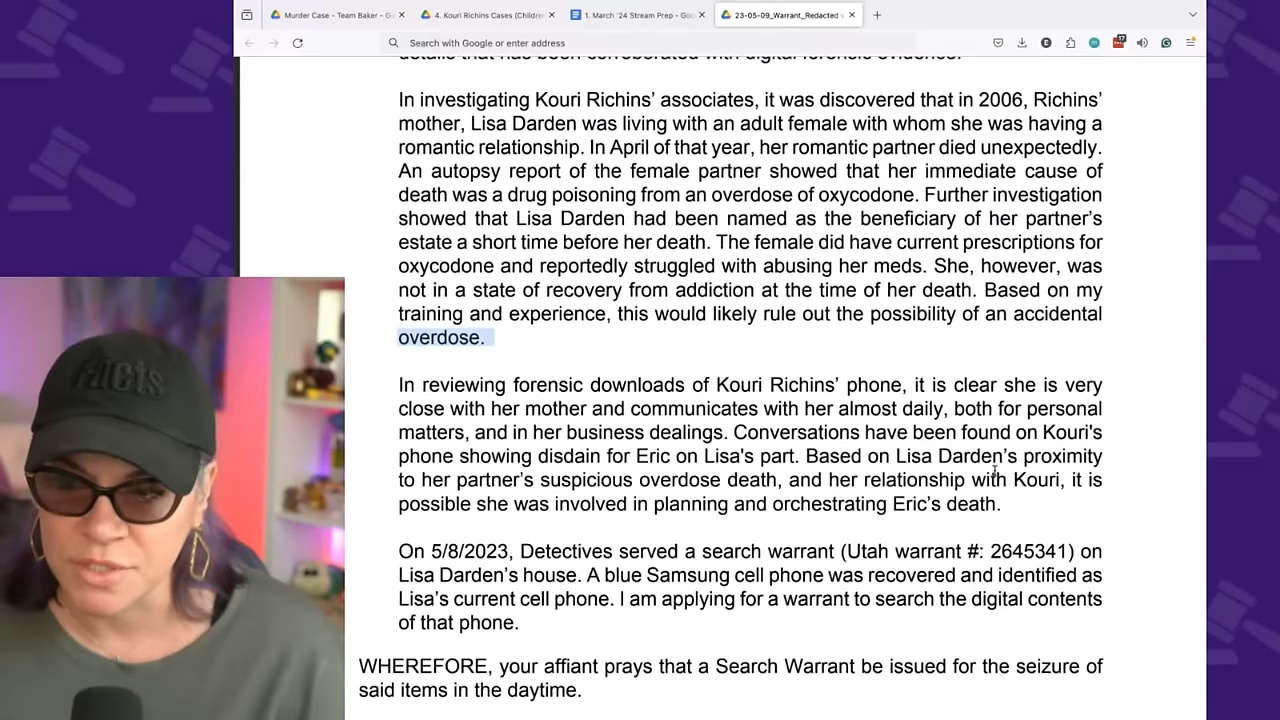 Murder Case – Team Baker - G
4. Kouri Richins Cases (Childre
1. March '24 Stream Prep - Go
23-05-09_Warrant_Redacted
Search with Google or enter address
17
details that has been corroborated with digital forensic evidence.
In investigating Kouri Richins' associates, it was discovered that in 2006, Richins'
mother, Lisa Darden was living with an adult female with whom she was having a
romantic relationship. In April of that year, her romantic partner died unexpectedly.
An autopsy report of the female partner showed that her immediate cause of
death was a drug poisoning from an overdose of oxycodone. Further investigation
showed that Lisa Darden had been named as the beneficiary of her partner's
estate a short time before her death. The female did have current prescriptions for
oxycodone and reportedly struggled with abusing her meds. She, however, was
not in a state of recovery from addiction at the time of her death. Based on my
training and experience, this would likely rule out the possibility of an accidental
overdose.
In reviewing forensic downloads of Kouri Richins' phone, it is clear she is very
close with her mother and communicates with her almost daily, both for personal
matters, and in her business dealings. Conversations have been found on Kouri's
phone showing disdain for Eric on Lisa's part. Based on Lisa Darden's proximity
to her partner's suspicious overdose death, and her relationship with Kouri, it is
possible she was involved in planning and orchestrating Eric's death.
On 5/8/2023, Detectives served a search warrant (Utah warrant #: 2645341) on
Lisa Darden's house. A blue Samsung cell phone was recovered and identified as
Lisa's current cell phone. I am applying for a warrant to search the digital contents
of that phone.
WHEREFORE, your affiant prays that a Search Warrant be issued for the seizure of
said items in the daytime.
facts